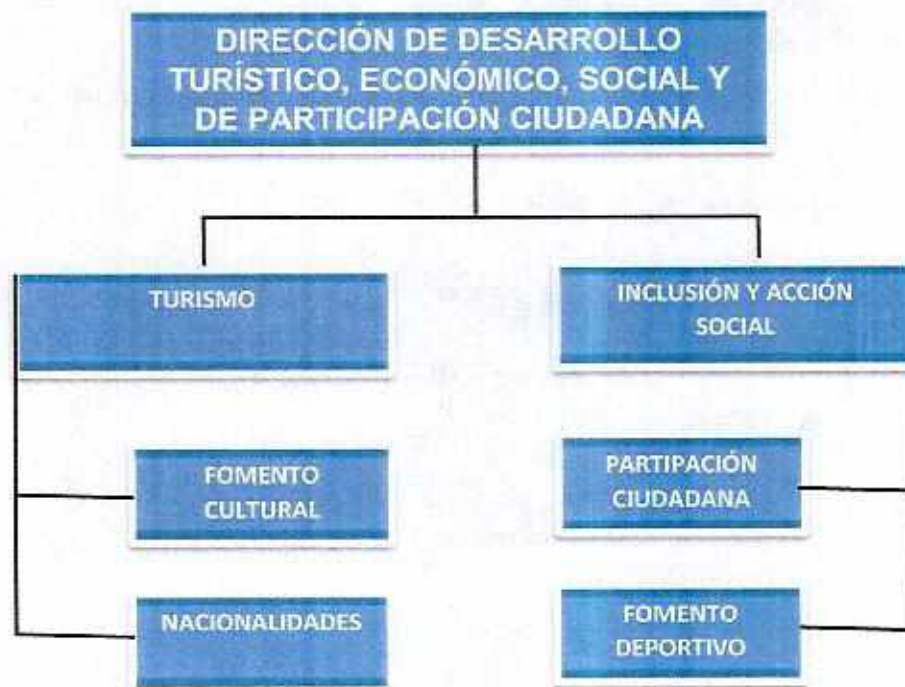 DIRECCIÓN DE DESARROLLO
TURÍSTICO, ECONÓMICO, SOCIAL Y
DE PARTICIPACIÓN CIUDADANA
TURISMO
INCLUSIÓN Y ACCIÓN
SOCIAL
FOMENTO
CULTURAL
PARTIPACIÓN
CIUDADANA
NACIONALIDADES
FOMENTO
DEPORTIVO